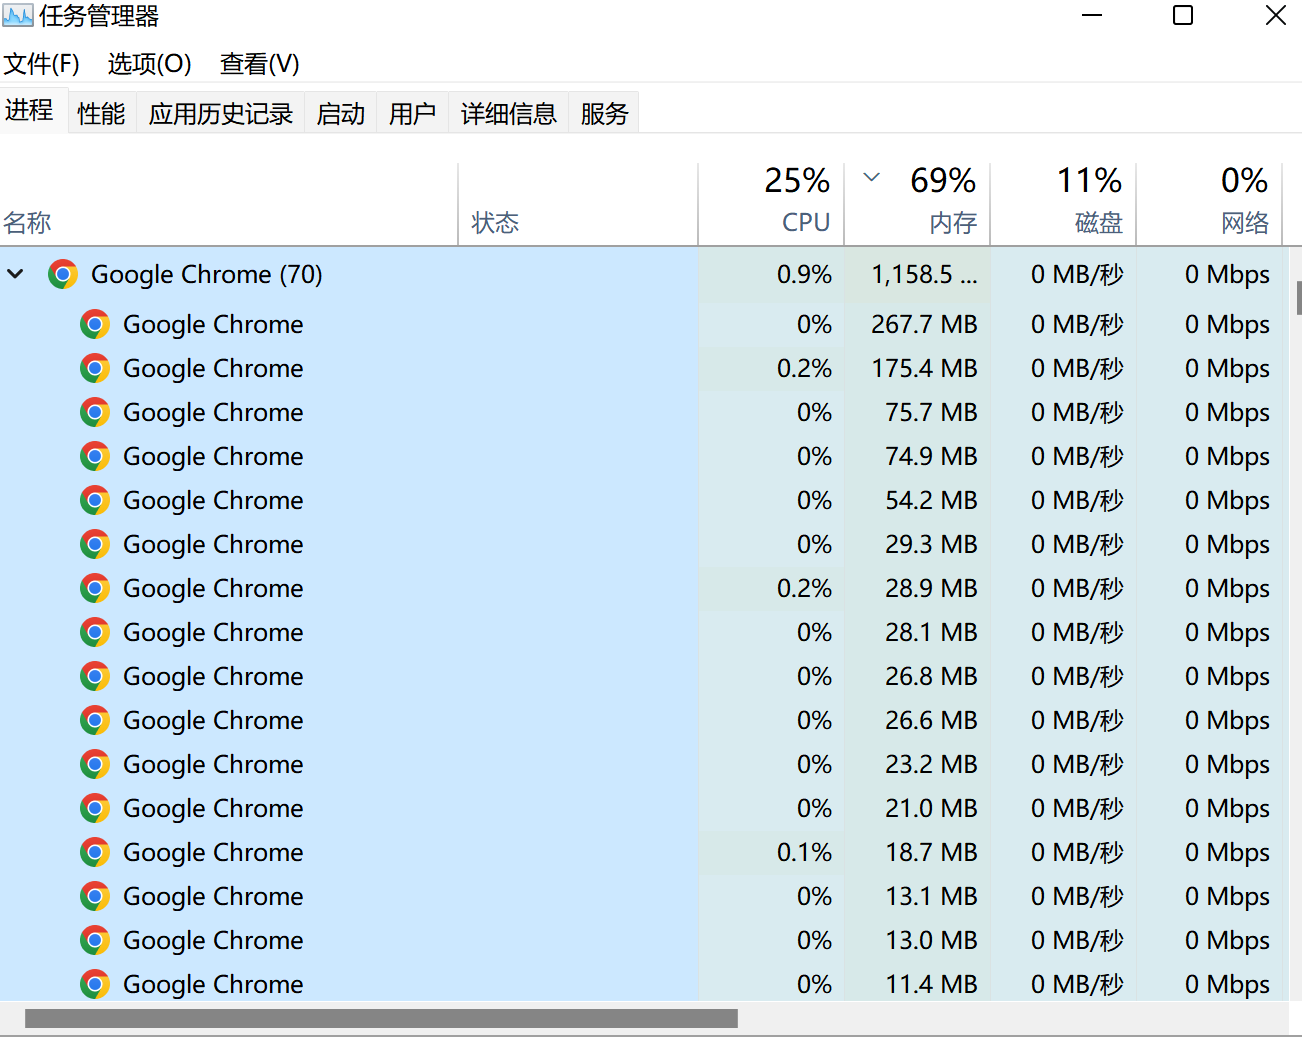 任务管理器
文件(F) 选项(O) 查看(V)
进程 性能 应用历史记录 启动 用户 详细信息 服务
25% 69% 11% 0%
名称 状态 CPU 内存 磁盘 网络
Google Chrome (70) 0.9% 1,158.5 ... 0 MB/秒 0 Mbps
Google Chrome 0% 267.7 MB 0 MB/秒 0 Mbps
Google Chrome 0.2% 175.4 MB 0 MB/秒 0 Mbps
Google Chrome 0% 75.7 MB 0 MB/秒 0 Mbps
Google Chrome 0% 74.9 MB 0 MB/秒 0 Mbps
Google Chrome 0% 54.2 MB 0 MB/秒 0 Mbps
Google Chrome 0% 29.3 MB 0 MB/秒 0 Mbps
Google Chrome 0.2% 28.9 MB 0 MB/秒 0 Mbps
Google Chrome 0% 28.1 MB 0 MB/秒 0 Mbps
Google Chrome 0% 26.8 MB 0 MB/秒 0 Mbps
Google Chrome 0% 26.6 MB 0 MB/秒 0 Mbps
Google Chrome 0% 23.2 MB 0 MB/秒 0 Mbps
Google Chrome 0% 21.0 MB 0 MB/秒 0 Mbps
Google Chrome 0.1% 18.7 MB 0 MB/秒 0 Mbps
Google Chrome 0% 13.1 MB 0 MB/秒 0 Mbps
Google Chrome 0% 13.0 MB 0 MB/秒 0 Mbps
Google Chrome 0% 11.4 MB 0 MB/秒 0 Mbps